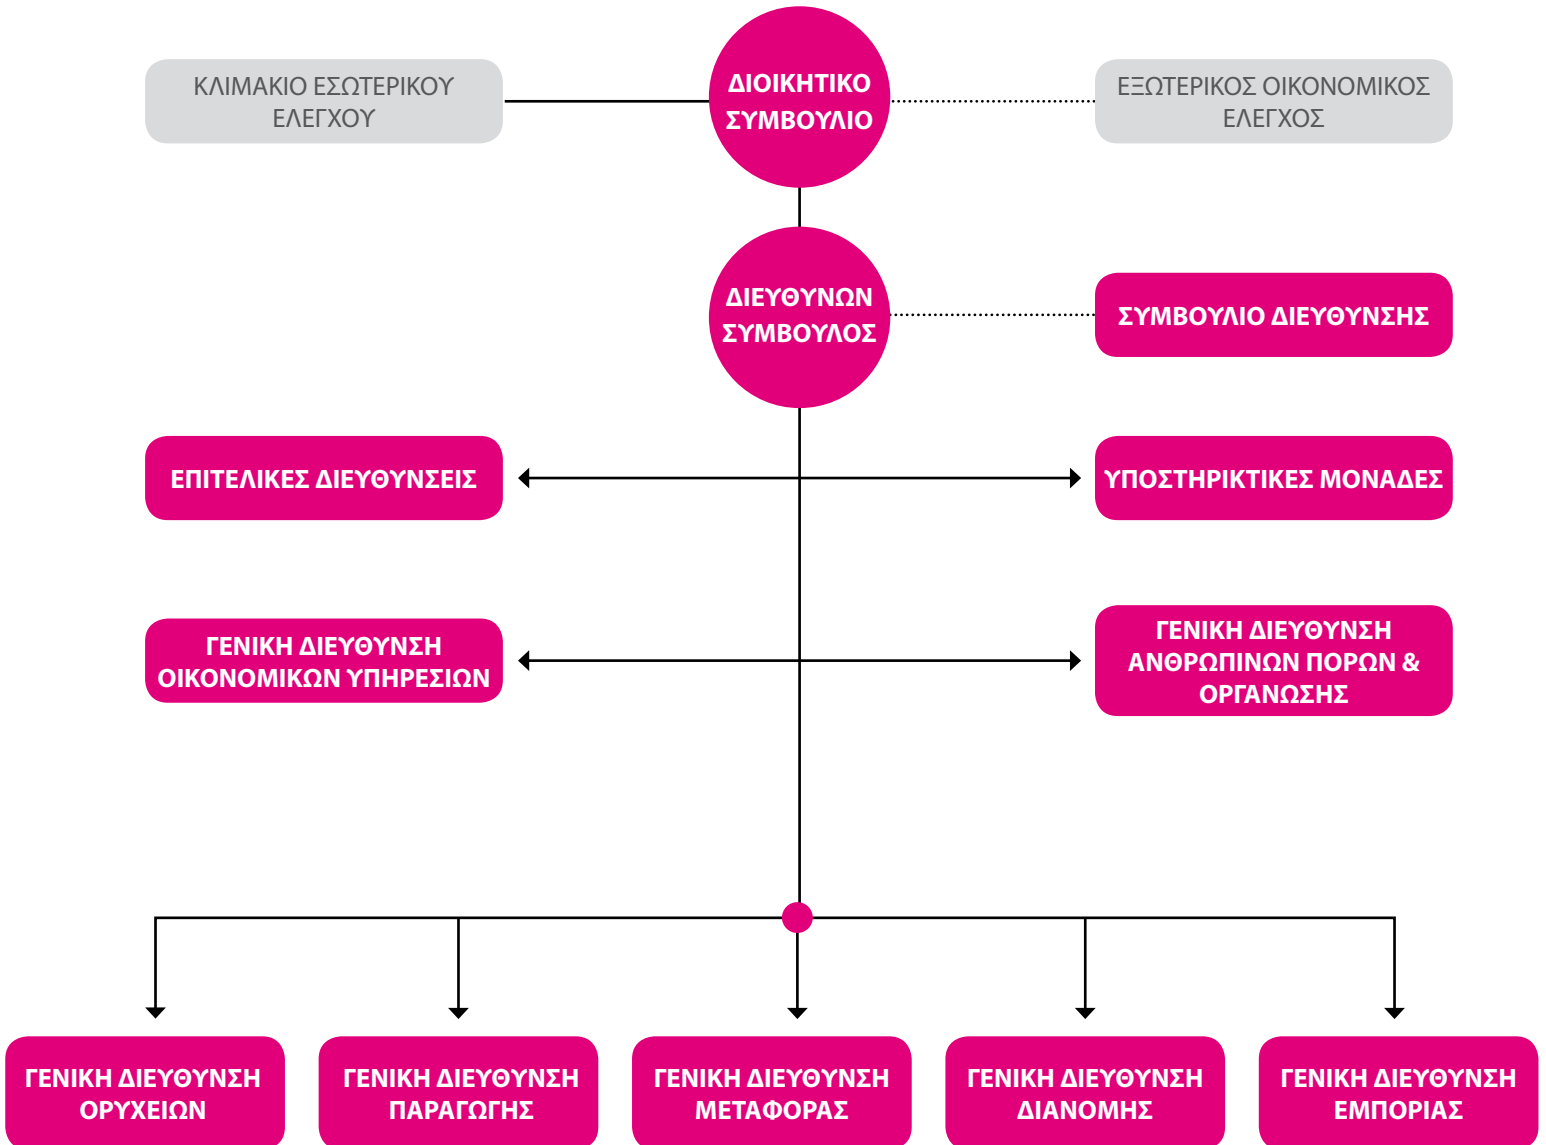 ΚΛΙΜΑΚΙΟ ΕΣΩΤΕΡΙΚΟΥ
ΕΛΕΓΧΟΥ
ΔΙΟΙΚΗΤΙΚΟ
ΣΥΜΒΟΥΛΙΟ
ΕΞΩΤΕΡΙΚΟΣ ΟΙΚΟΝΟΜΙΚΟΣ
ΕΛΕΓΧΟΣ
ΔΙΕΥΘΥΝΩΝ
ΣΥΜΒΟΥΛΟΣ
ΣΥΜΒΟΥΛΙΟ ΔΙΕΥΘΥΝΣΗΣ
ΕΠΙΤΕΛΙΚΕΣ ΔΙΕΥΘΥΝΣΕΙΣ
ΥΠΟΣΤΗΡΙΚΤΙΚΕΣ ΜΟΝΑΔΕΣ
ΓΕΝΙΚΗ ΔΙΕΥΘΥΝΣΗ
ΟΙΚΟΝΟΜΙΚΩΝ ΥΠΗΡΕΣΙΩΝ
ΓΕΝΙΚΗ ΔΙΕΥΘΥΝΣΗ
ΑΝΘΡΩΠΙΝΩΝ ΠΟΡΩΝ &
ΟΡΓΑΝΩΣΗΣ
ΓΕΝΙΚΗ ΔΙΕΥΘΥΝΣΗ
ΟΡΥΧΕΙΩΝ
ΓΕΝΙΚΗ ΔΙΕΥΘΥΝΣΗ
ΠΑΡΑΓΩΓΗΣ
ΓΕΝΙΚΗ ΔΙΕΥΘΥΝΣΗ
ΜΕΤΑΦΟΡΑΣ
ΓΕΝΙΚΗ ΔΙΕΥΘΥΝΣΗ
ΔΙΑΝΟΜΗΣ
ΓΕΝΙΚΗ ΔΙΕΥΘΥΝΣΗ
ΕΜΠΟΡΙΑΣ